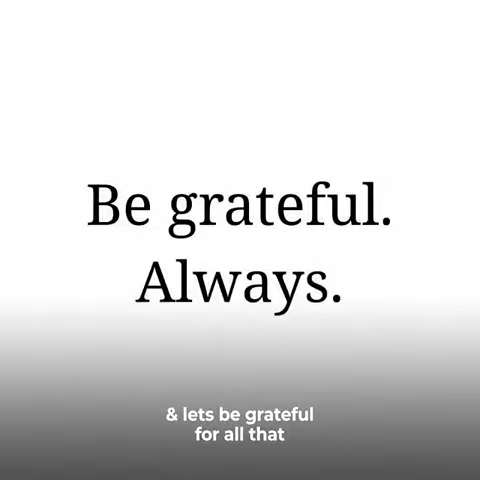 Be grateful.
Always.
& lets be grateful
for all that